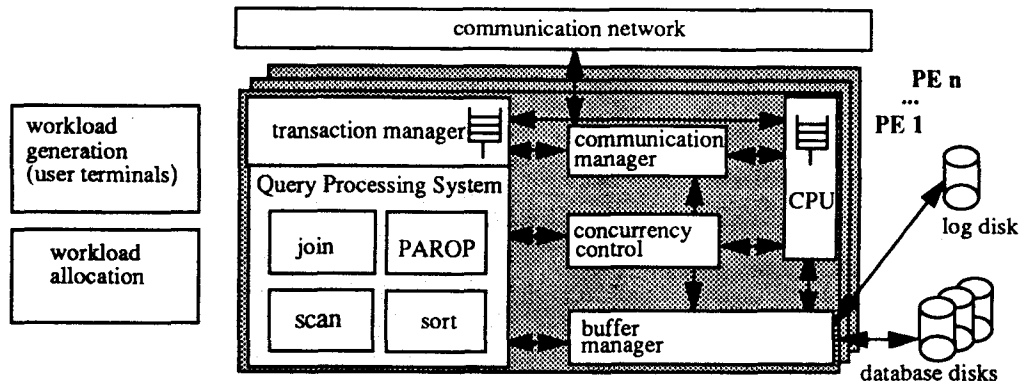 communication network
PE n
...
PE 1
workload
generation
(user terminals)
workload
allocation
transaction manager
Query Processing System
join
PAROP
scan
sort
communication
manager
concurrency
control
buffer
manager
CPU
log disk
database disks